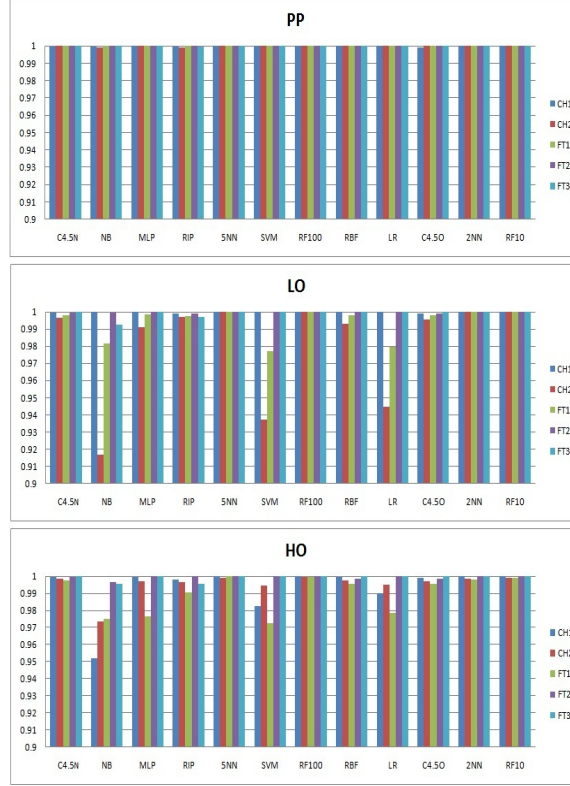 PP
1
0.99
0.98
0.97
0.96
0.95
0.94
0.93
0.92
0.91
0.9
C4.5N NB MLP RIP 5NN SVM RF100 RBF LR C4.5O 2NN RF10
CH1
CH2
FT1
FT2
FT3
LO
1
0.99
0.98
0.97
0.96
0.95
0.94
0.93
0.92
0.91
0.9
C4.5N NB MLP RIP 5NN SVM RF100 RBF LR C4.5O 2NN RF10
CH1
CH2
FT1
FT2
FT3
HO
1
0.99
0.98
0.97
0.96
0.95
0.94
0.93
0.92
0.91
0.9
C4.5N NB MLP RIP 5NN SVM RF100 RBF LR C4.5O 2NN RF10
CH1
CH2
FT1
FT2
FT3